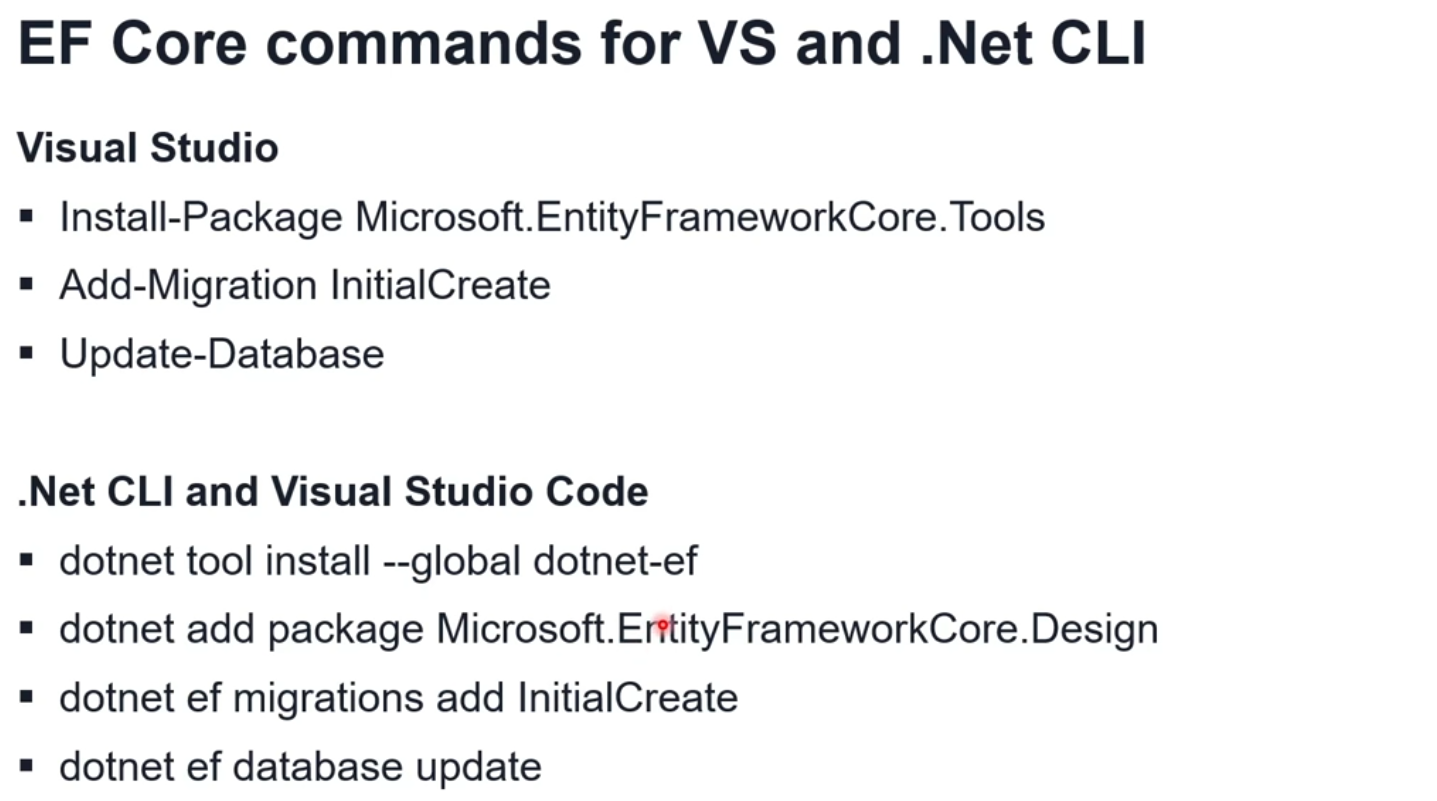 EF Core commands for VS and .Net CLI
Visual Studio
▪ Install-Package Microsoft.EntityFrameworkCore.Tools
▪ Add-Migration InitialCreate
▪ Update-Database
.Net CLI and Visual Studio Code
▪ dotnet tool install --global dotnet-ef
▪ dotnet add package Microsoft.EntityFrameworkCore.Design
▪ dotnet ef migrations add InitialCreate
▪ dotnet ef database update